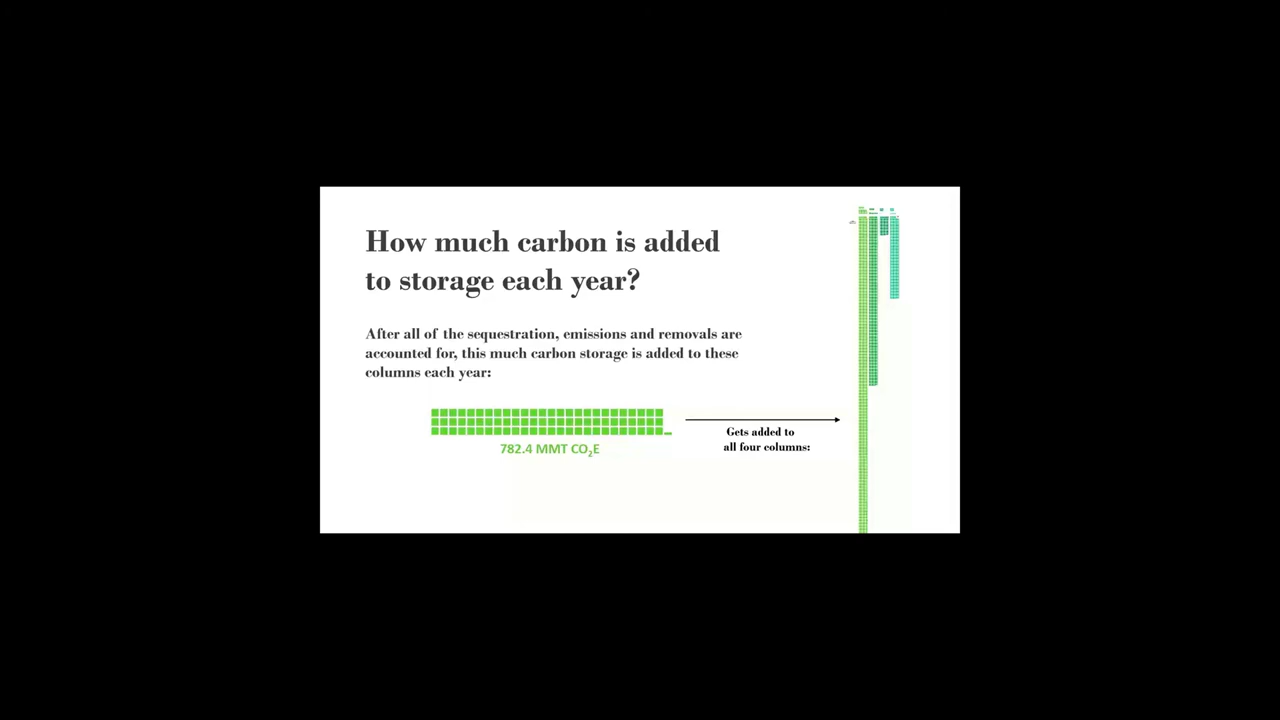 How much carbon is added
to storage each year?
After all of the sequestration, emissions and removals are
accounted for, this much carbon storage is added to these
columns each year:
782.4 MMT CO₂E
Gets added to
all four columns: